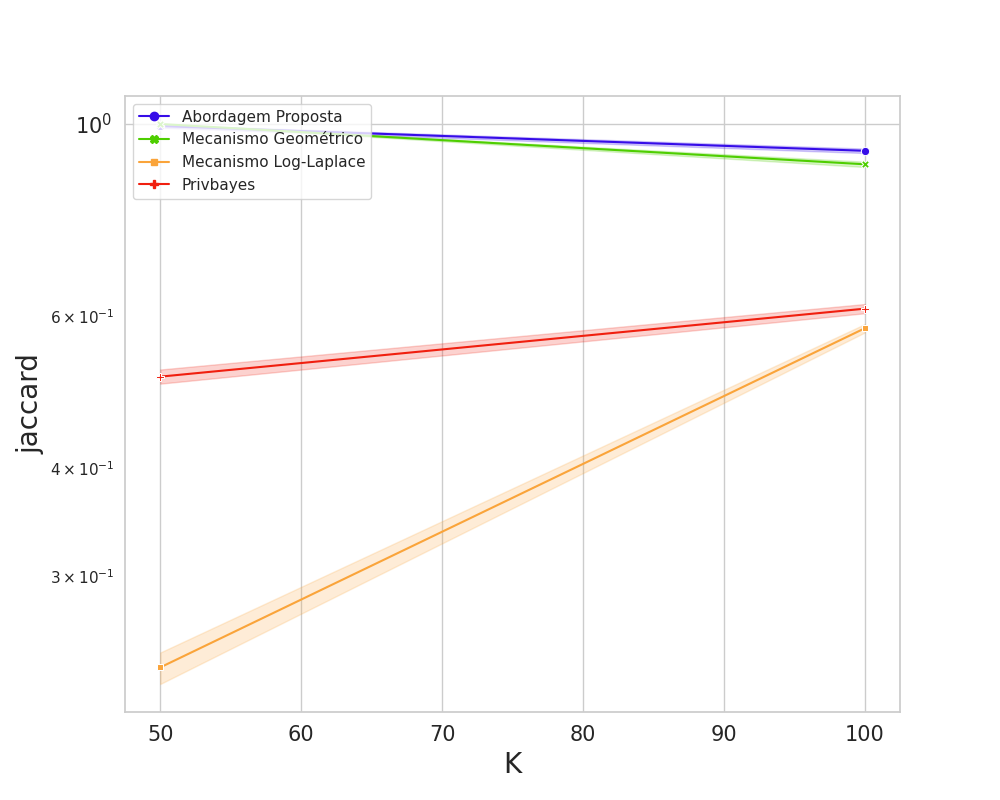 Abordagem Proposta
Mecanismo Geométrico
Mecanismo Log-Laplace
Privbayes
10⁰
6 × 10⁻¹
4 × 10⁻¹
3 × 10⁻¹
jaccard
50 60 70 80 90 100
K